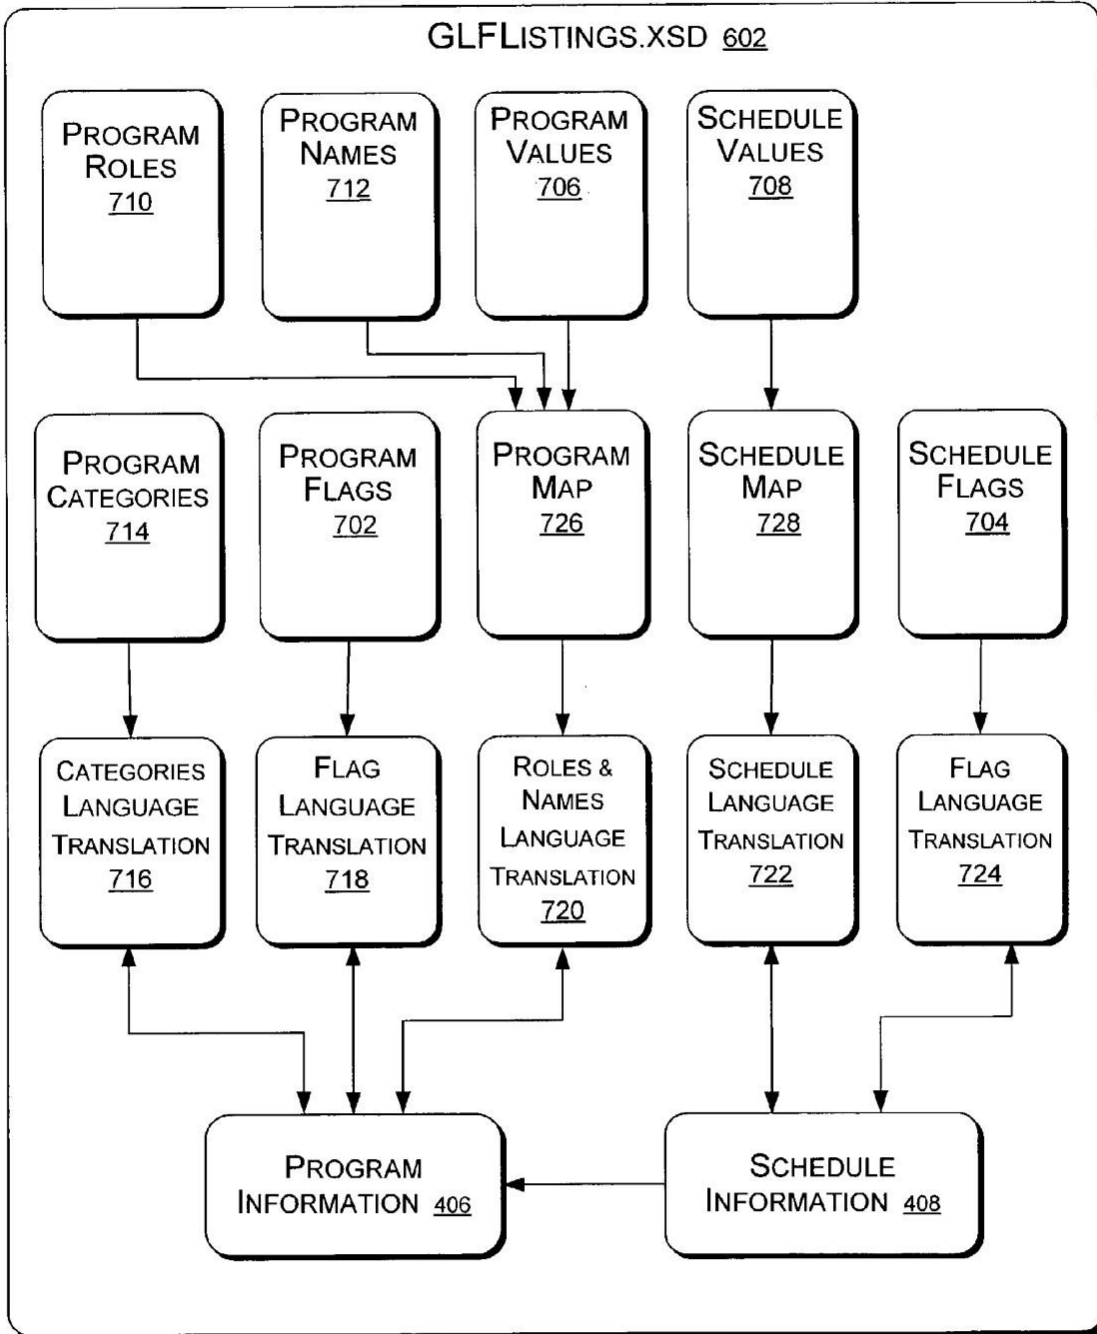 GLFLISTINGS.XSD 602
PROGRAM
ROLES
710
PROGRAM
NAMES
712
PROGRAM
VALUES
706
SCHEDULE
VALUES
708
PROGRAM
CATEGORIES
714
PROGRAM
FLAGS
702
PROGRAM
MAP
726
SCHEDULE
MAP
728
SCHEDULE
FLAGS
704
CATEGORIES
LANGUAGE
TRANSLATION
716
FLAG
LANGUAGE
TRANSLATION
718
ROLES &
NAMES
LANGUAGE
TRANSLATION
720
SCHEDULE
LANGUAGE
TRANSLATION
722
FLAG
LANGUAGE
TRANSLATION
724
PROGRAM
INFORMATION 406
SCHEDULE
INFORMATION 408